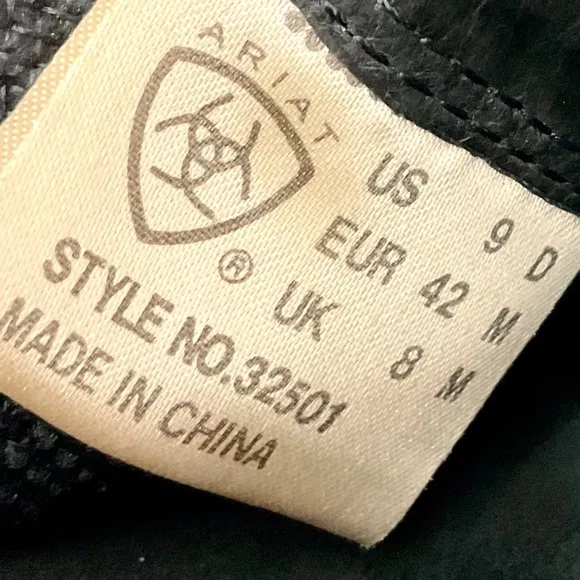 ARIAT
®
US 9 D
EUR 42 M
UK 8 M
STYLE NO.32501
MADE IN CHINA